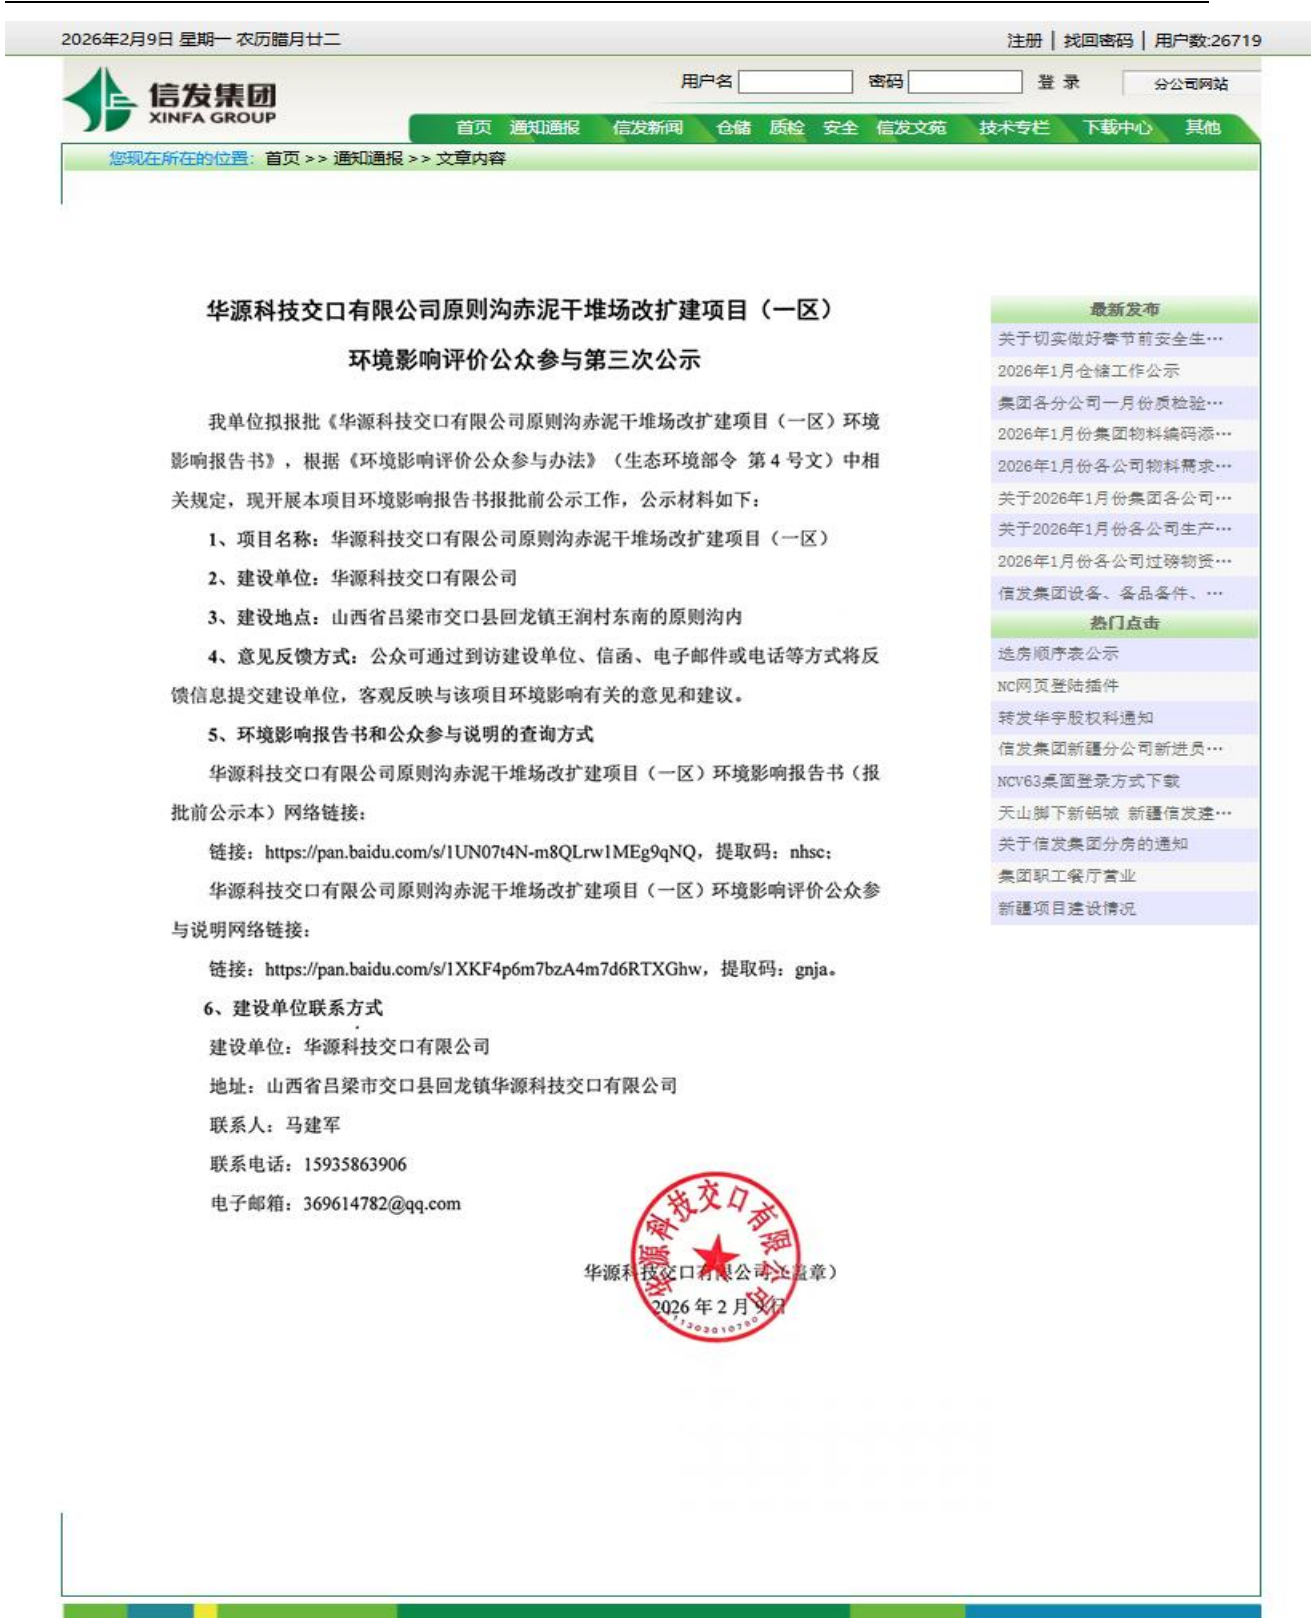 2026年2月9日 星期一 农历腊月廿二
注册 | 找回密码 | 用户数:26719
信发集团
XINFA GROUP
用户名 密码 登 录 分公司网站
首页 通知通报 信发新闻 仓储 质检 安全 信发文苑 技术专栏 下载中心 其他
您现在所在的位置: 首页 >> 通知通报 >> 文章内容
华源科技交口有限公司原则沟赤泥干堆场改扩建项目（一区）
环境影响评价公众参与第三次公示
我单位拟报批《华源科技交口有限公司原则沟赤泥干堆场改扩建项目（一区）环境
影响报告书》，根据《环境影响评价公众参与办法》（生态环境部令 第 4 号文）中相
关规定，现开展本项目环境影响报告书报批前公示工作，公示材料如下：
1、项目名称：华源科技交口有限公司原则沟赤泥干堆场改扩建项目（一区）
2、建设单位：华源科技交口有限公司
3、建设地点：山西省吕梁市交口县回龙镇王润村东南的原则沟内
4、意见反馈方式：公众可通过到访建设单位、信函、电子邮件或电话等方式将反
馈信息提交建设单位，客观反映与该项目环境影响有关的意见和建议。
5、环境影响报告书和公众参与说明的查询方式
华源科技交口有限公司原则沟赤泥干堆场改扩建项目（一区）环境影响报告书（报
批前公示本）网络链接：
链接：https://pan.baidu.com/s/1UN07t4N-m8QLrw1MEg9qNQ，提取码：nhsc；
华源科技交口有限公司原则沟赤泥干堆场改扩建项目（一区）环境影响评价公众参
与说明网络链接：
链接：https://pan.baidu.com/s/1XKF4p6m7bzA4m7d6RTXGhw，提取码：gnja。
6、建设单位联系方式
建设单位：华源科技交口有限公司
地址：山西省吕梁市交口县回龙镇华源科技交口有限公司
联系人：马建军
联系电话：15935863906
电子邮箱：369614782@qq.com
华源科技交口有限公司（盖章）
2026 年 2 月 9 日
华源科技交口有限公司
最新发布
关于切实做好春节前安全生…
2026年1月仓储工作公示
集团各分公司一月份质检验…
2026年1月份集团物料编码添…
2026年1月份各公司物料需求…
关于2026年1月份集团各公司…
关于2026年1月份各公司生产…
2026年1月份各公司过磅物资…
信发集团设备、备品备件、…
热门点击
选房顺序表公示
NC网页登陆插件
转发华宇股权科通知
信发集团新疆分公司新进员…
NCV63桌面登录方式下载
天山脚下新铝城 新疆信发建…
关于信发集团分房的通知
集团职工餐厅营业
新疆项目建设情况